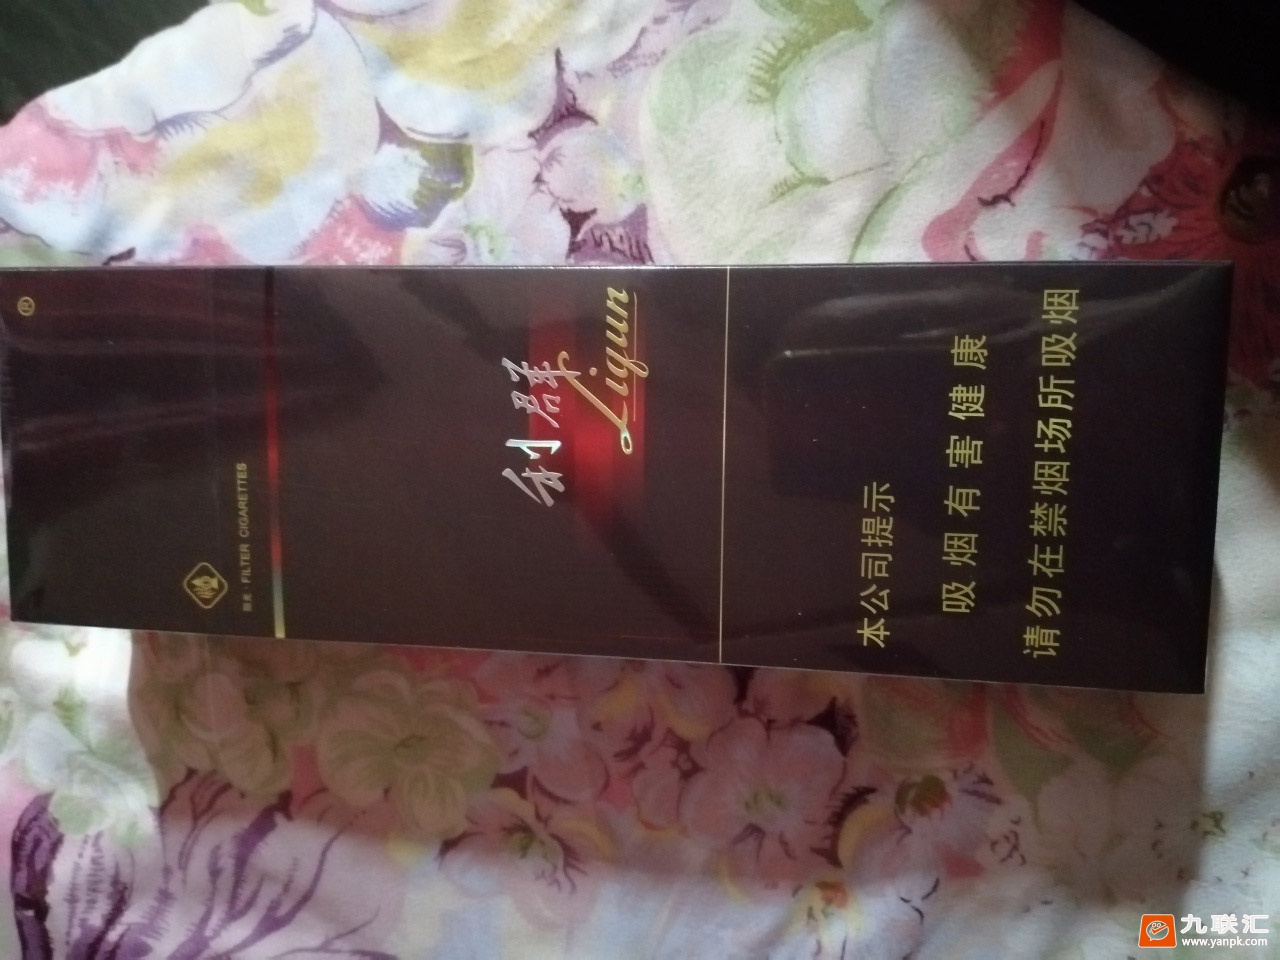 ®
FILTER CIGARETTES
利群
Liqun
本公司提示
吸烟有害健康
请勿在禁烟场所吸烟
九联汇
www.yanpk.com